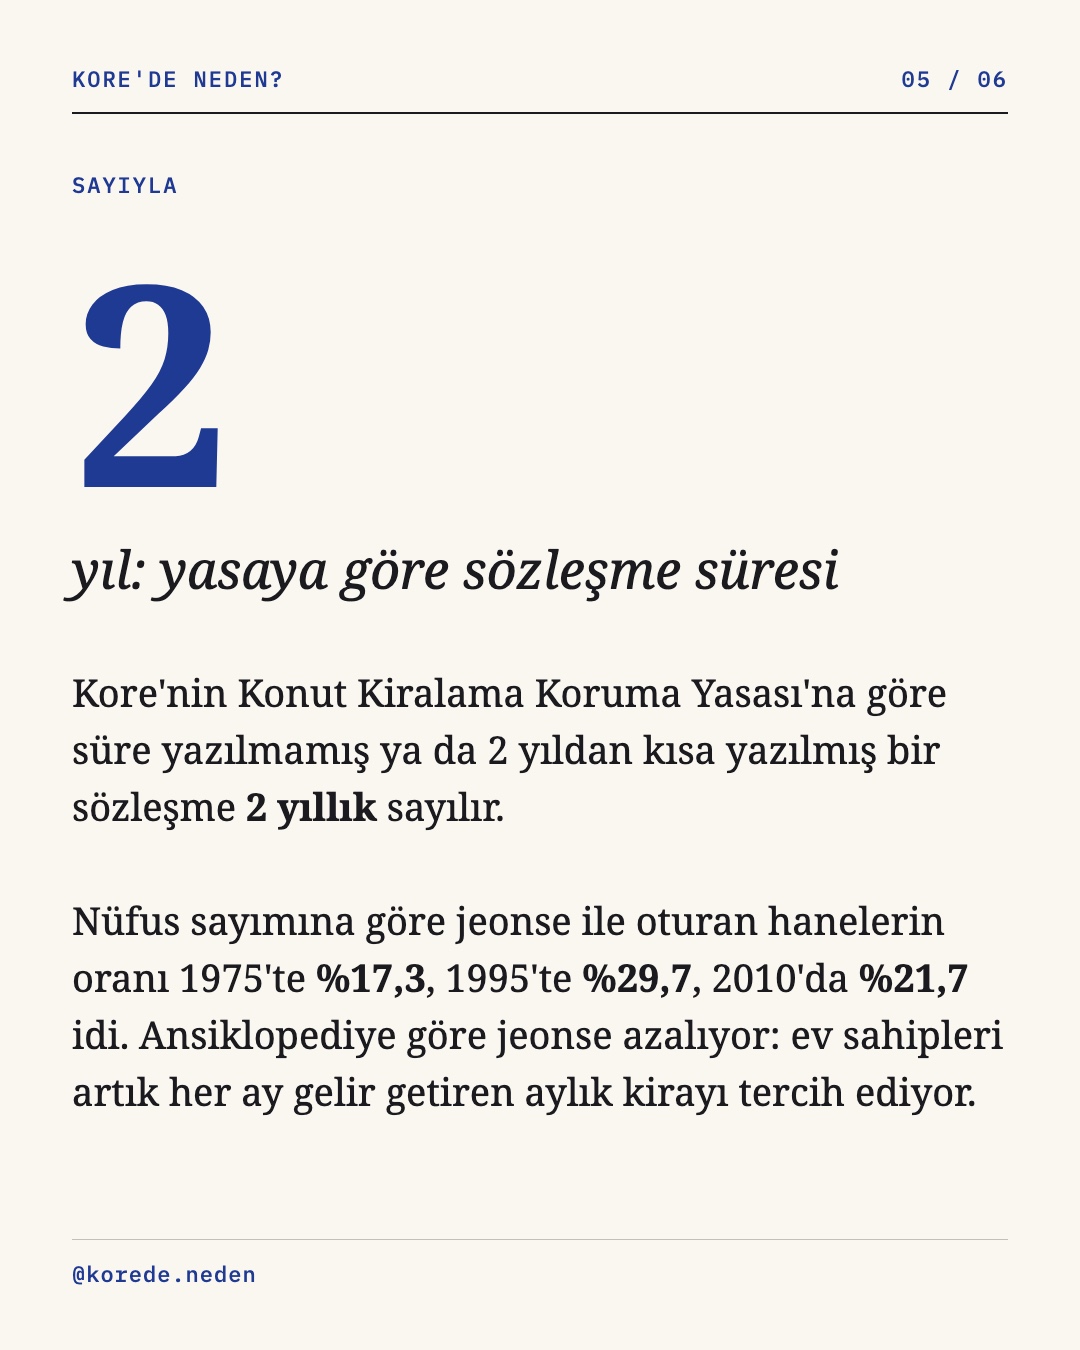 KORE'DE NEDEN?
05 / 06
SAYIYLA
2
yıl: yasaya göre sözleşme süresi
Kore'nin Konut Kiralama Koruma Yasası'na göre
süre yazılmamış ya da 2 yıldan kısa yazılmış bir
sözleşme 2 yıllık sayılır.
Nüfus sayımına göre jeonse ile oturan hanelerin
oranı 1975'te %17,3, 1995'te %29,7, 2010'da %21,7
idi. Ansiklopediye göre jeonse azalıyor: ev sahipleri
artık her ay gelir getiren aylık kirayı tercih ediyor.
@korede.neden